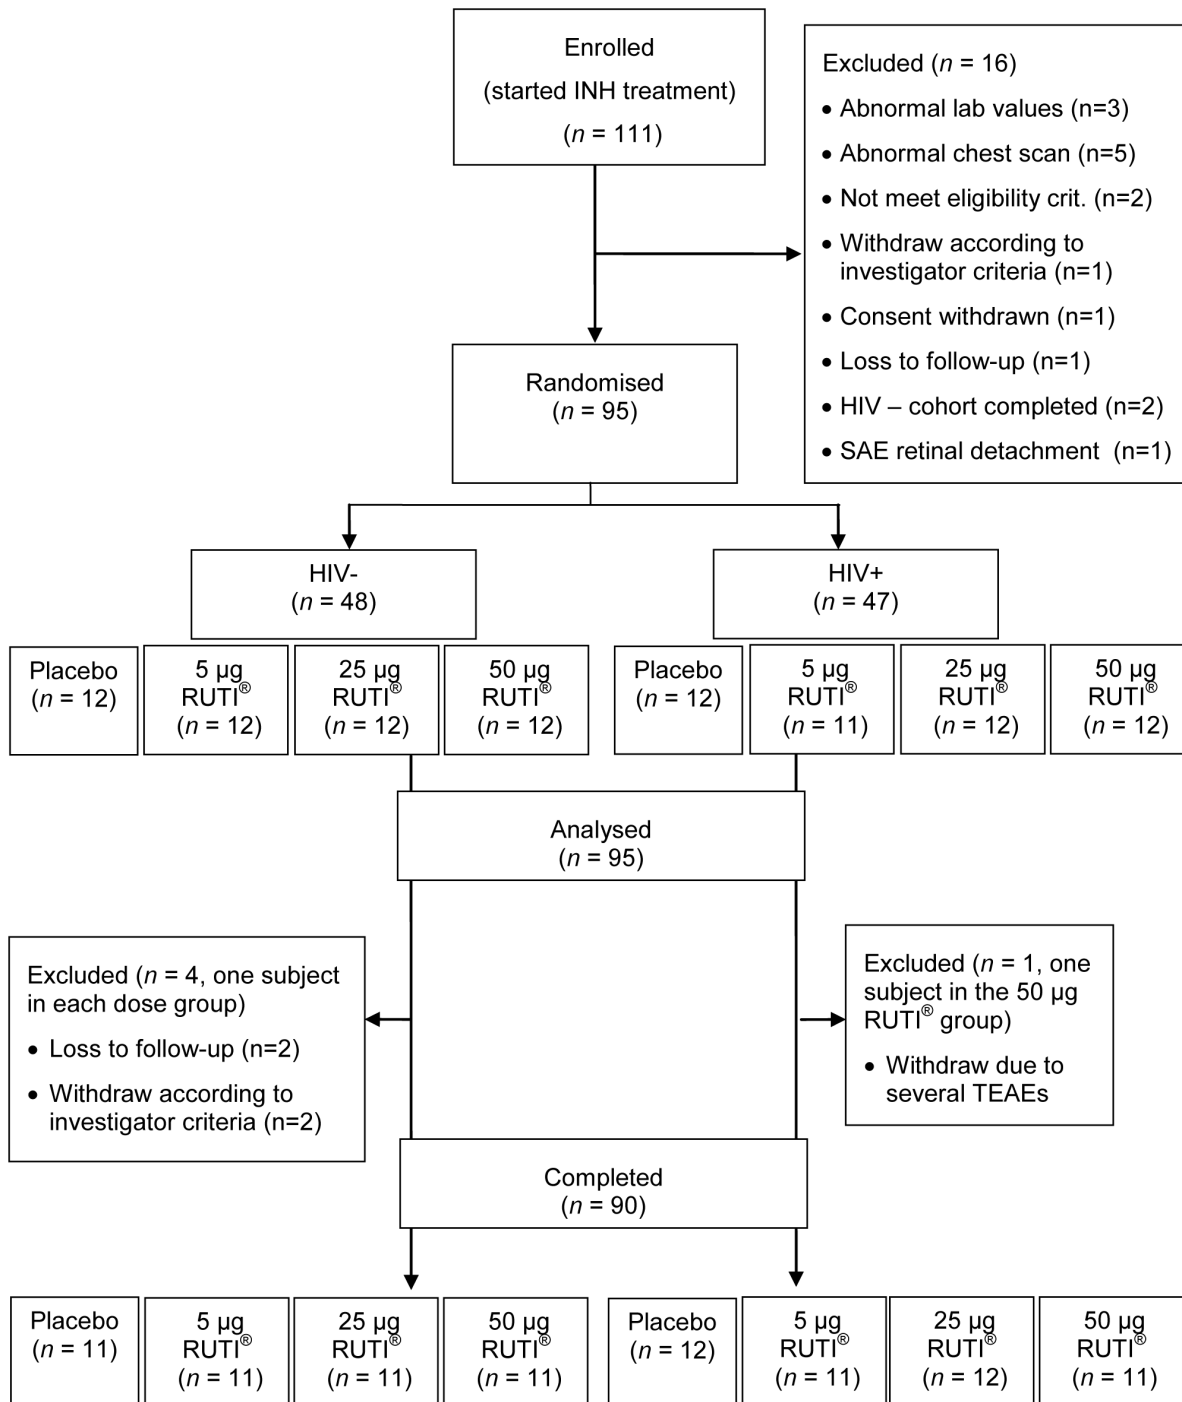 Enrolled
(started INH treatment)
(n = 111)
Excluded (n = 16)
• Abnormal lab values (n=3)
• Abnormal chest scan (n=5)
• Not meet eligibility crit. (n=2)
• Withdraw according to
investigator criteria (n=1)
• Consent withdrawn (n=1)
• Loss to follow-up (n=1)
• HIV – cohort completed (n=2)
• SAE retinal detachment (n=1)
Randomised
(n = 95)
HIV-
(n = 48)
HIV+
(n = 47)
Placebo
(n = 12)
5 µg
RUTI®
(n = 12)
25 µg
RUTI®
(n = 12)
50 µg
RUTI®
(n = 12)
Placebo
(n = 12)
5 µg
RUTI®
(n = 11)
25 µg
RUTI®
(n = 12)
50 µg
RUTI®
(n = 12)
Analysed
(n = 95)
Excluded (n = 4, one subject
in each dose group)
• Loss to follow-up (n=2)
• Withdraw according to
investigator criteria (n=2)
Excluded (n = 1, one
subject in the 50 µg
RUTI® group)
• Withdraw due to
several TEAEs
Completed
(n = 90)
Placebo
(n = 11)
5 µg
RUTI®
(n = 11)
25 µg
RUTI®
(n = 11)
50 µg
RUTI®
(n = 11)
Placebo
(n = 12)
5 µg
RUTI®
(n = 11)
25 µg
RUTI®
(n = 12)
50 µg
RUTI®
(n = 11)